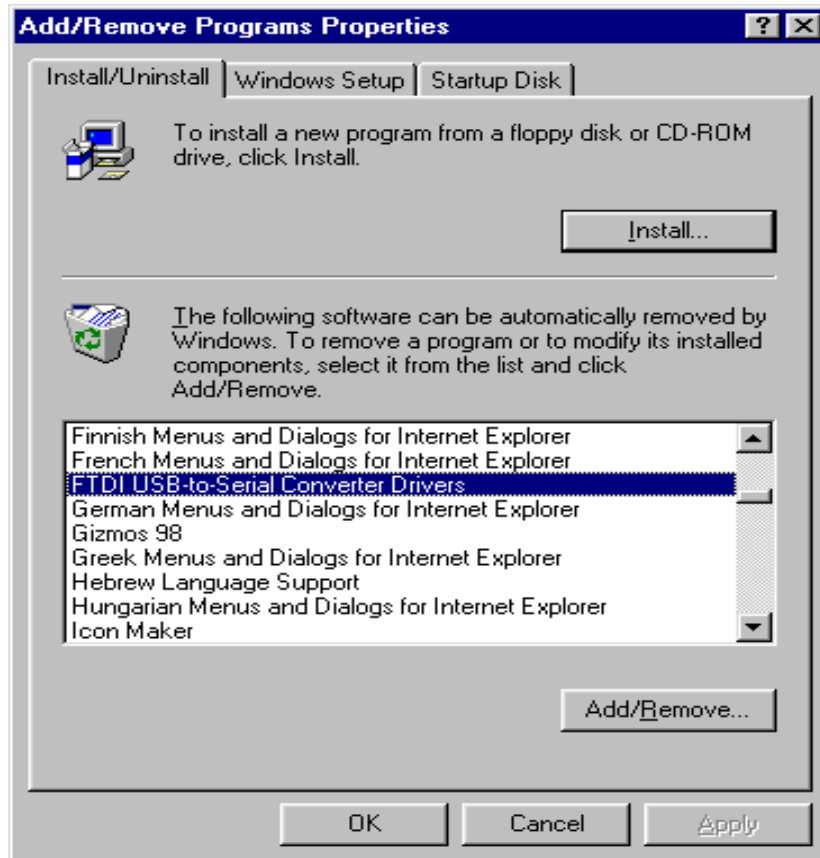 Add/Remove Programs Properties
Install/Uninstall
Windows Setup
Startup Disk
To install a new program from a floppy disk or CD-ROM
drive, click Install.
Install...
The following software can be automatically removed by
Windows. To remove a program or to modify its installed
components, select it from the list and click
Add/Remove.
Finnish Menus and Dialogs for Internet Explorer
French Menus and Dialogs for Internet Explorer
FTDI USB-to-Serial Converter Drivers
German Menus and Dialogs for Internet Explorer
Gizmos 98
Greek Menus and Dialogs for Internet Explorer
Hebrew Language Support
Hungarian Menus and Dialogs for Internet Explorer
Icon Maker
Add/Remove...
OK
Cancel
Apply